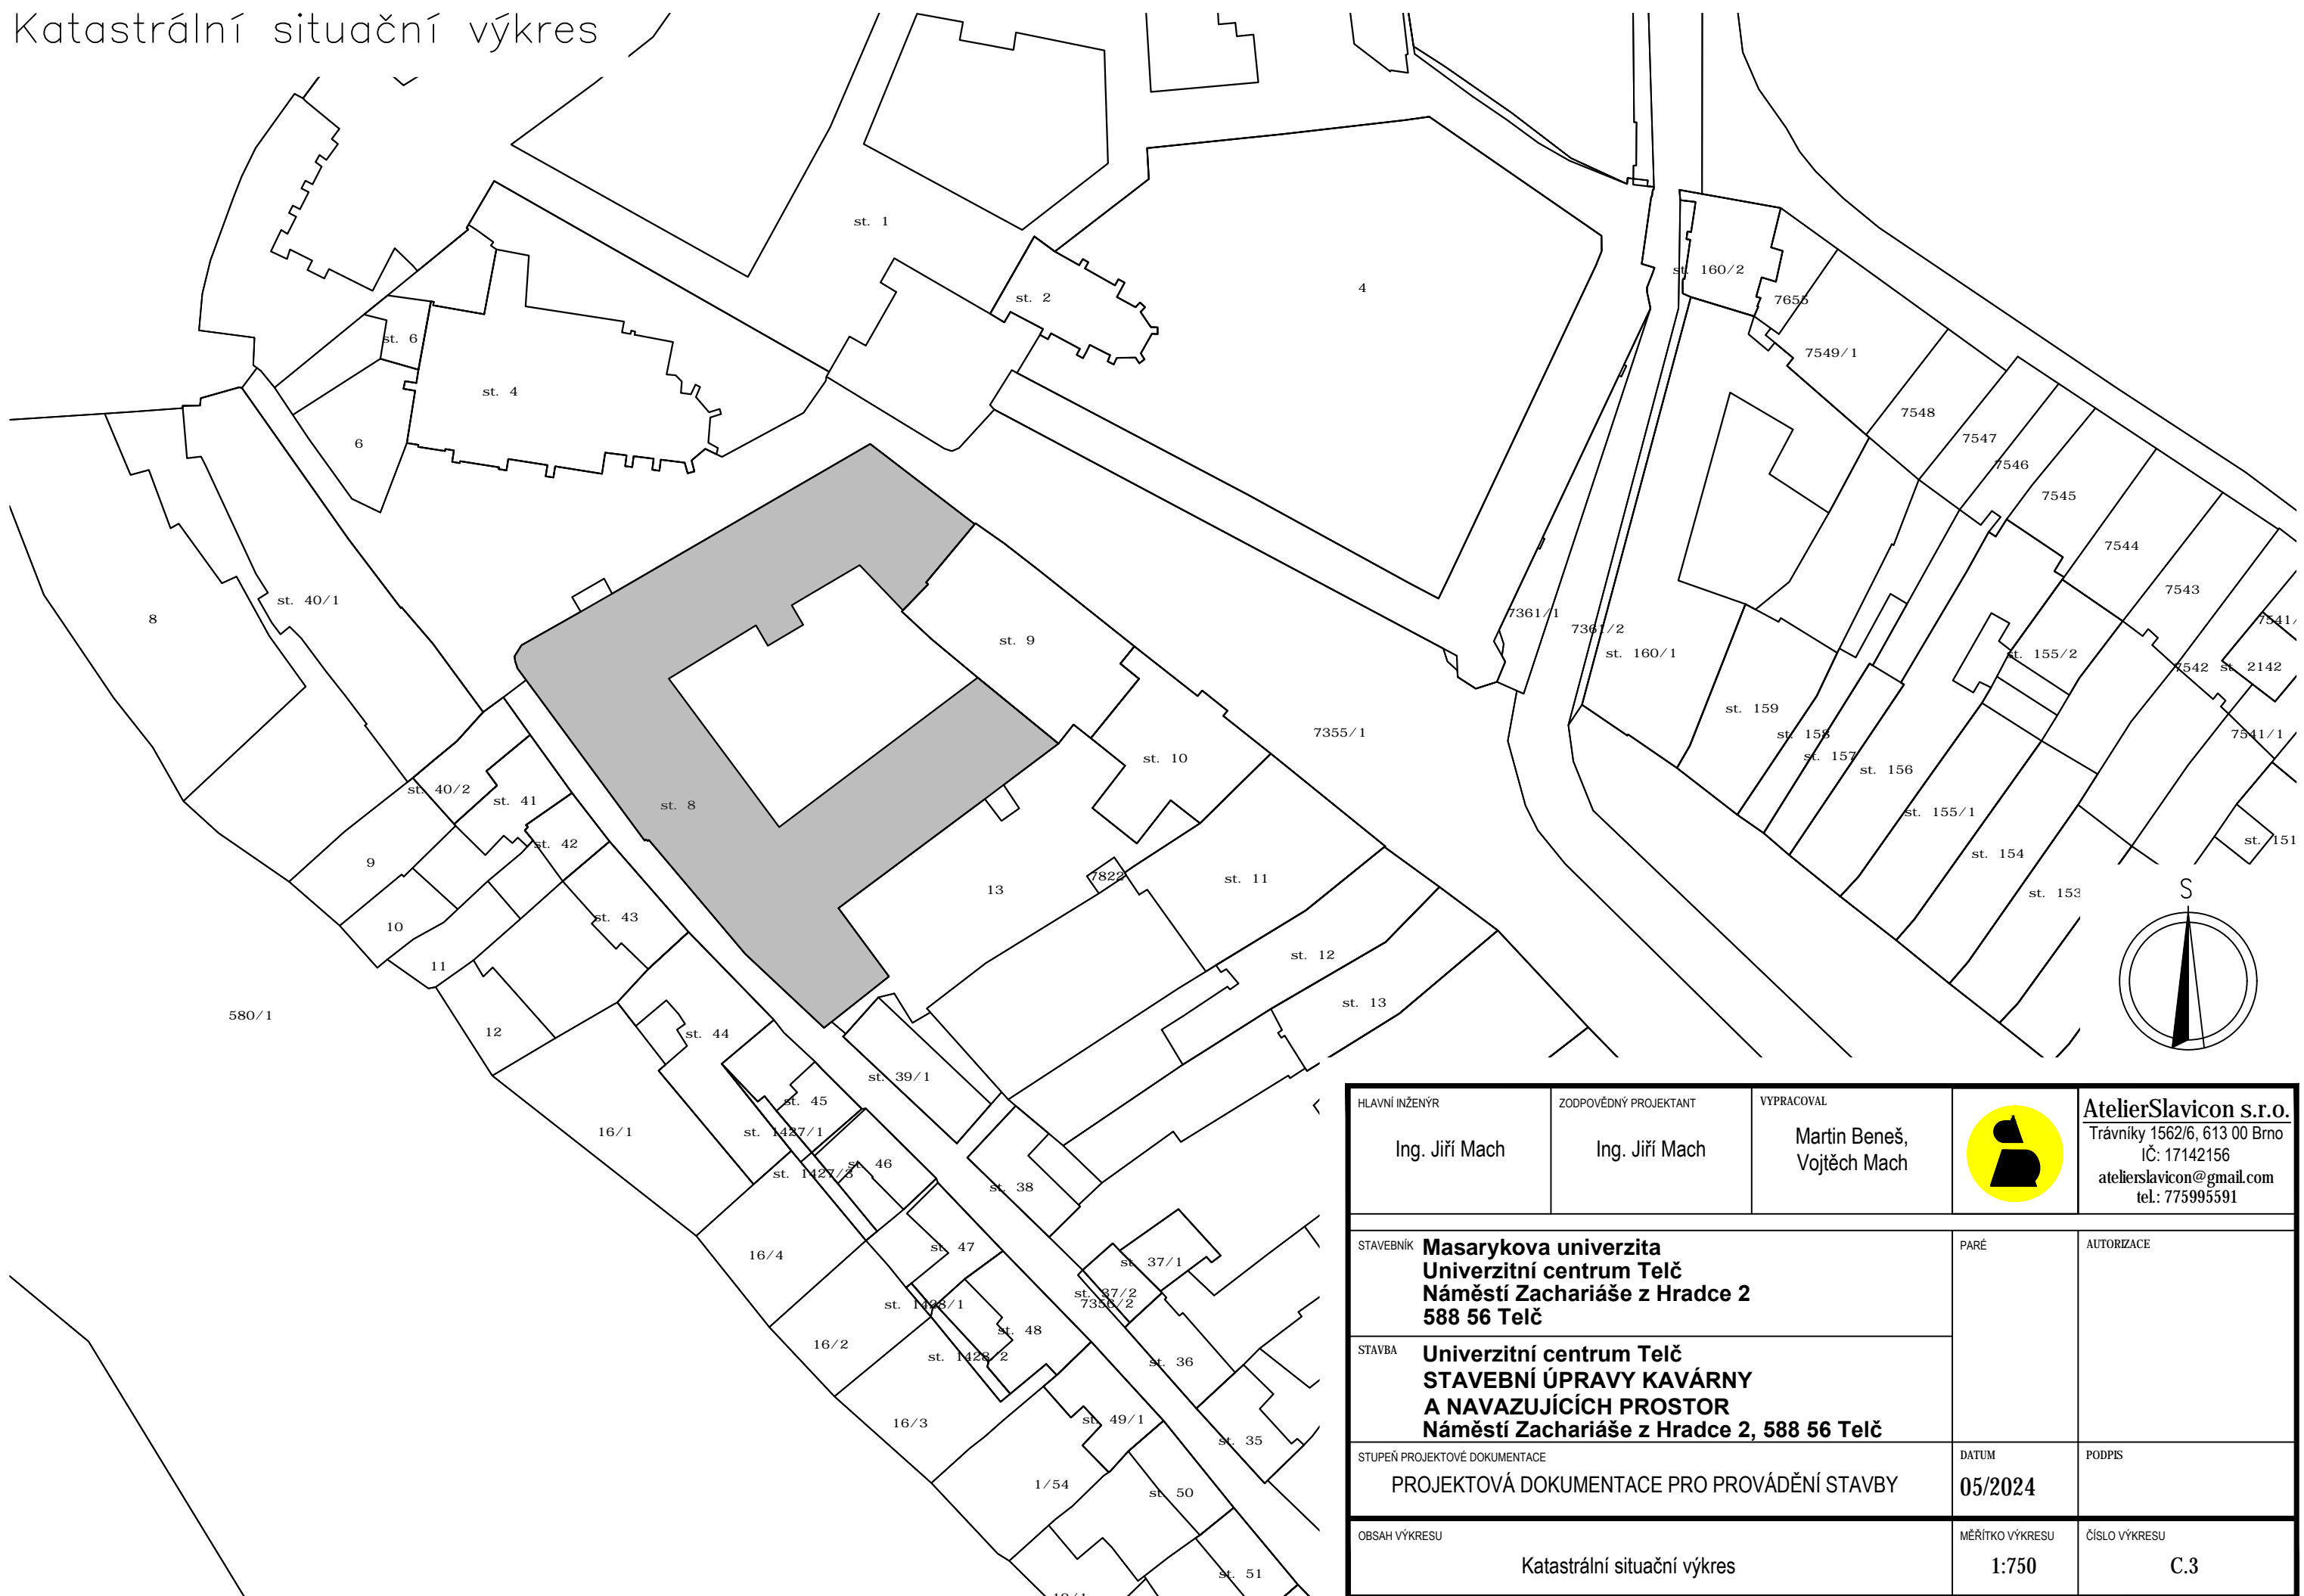 Katastrální situační výkres
st. 1
st. 160/2
4
st. 2
7655
st. 6
7549/1
st. 4
7548
6
7547
7546
7545
7544
7543
st. 40/1
7361/1
8
7541/
7361/2
st. 9
st. 160/1
st. 155/2
7542
st. 2142
st. 159
7355/1
st. 158
7541/1
st. 10
st. 157
st. 156
st. 40/2
st. 41
st. 8
st. 155/1
st. 42
st. 151
st. 154
9
7822
st. 11
13
S
st. 153
st. 43
10
st. 12
11
st. 13
580/1
12
st. 44
st. 39/1
st. 45
16/1
st. 1427/1
st. 46
st. 1427/3
st. 38
st. 47
16/4
st. 37/1
st. 37/2
7356/2
st. 1428/1
st. 48
16/2
st. 1428/2
st. 36
16/3
st. 49/1
st. 35
1/54
st. 50
st. 51
HLAVNÍ INŽENÝR
Ing. Jiří Mach
ZODPOVĚDNÝ PROJEKTANT
Ing. Jiří Mach
VYPRACOVAL
Martin Beneš,
Vojtěch Mach
AtelierSlavicon s.r.o.
Trávníky 1562/6, 613 00 Brno
IČ: 17142156
atelierslavicon@gmail.com
tel.: 775995591
STAVEBNÍK
Masarykova univerzita
Univerzitní centrum Telč
Náměstí Zachariáše z Hradce 2
588 56 Telč
PARÉ
AUTORIZACE
STAVBA
Univerzitní centrum Telč
STAVEBNÍ ÚPRAVY KAVÁRNY
A NAVAZUJÍCÍCH PROSTOR
Náměstí Zachariáše z Hradce 2, 588 56 Telč
STUPEŇ PROJEKTOVÉ DOKUMENTACE
PROJEKTOVÁ DOKUMENTACE PRO PROVÁDĚNÍ STAVBY
DATUM
05/2024
PODPIS
OBSAH VÝKRESU
Katastrální situační výkres
MĚŘÍTKO VÝKRESU
1:750
ČÍSLO VÝKRESU
C.3